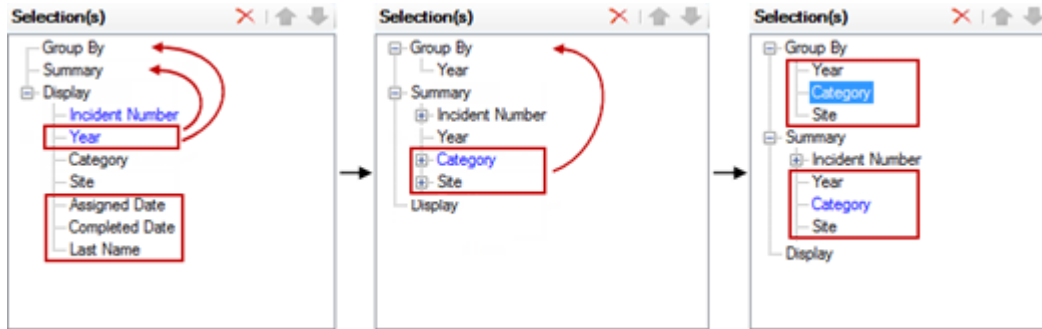 Selection(s)
Group By
Summary
Display
Incident Number
Year
Category
Site
Assigned Date
Completed Date
Last Name
Selection(s)
Group By
Year
Summary
Incident Number
Year
Category
Site
Display
Selection(s)
Group By
Year
Category
Site
Summary
Incident Number
Year
Category
Site
Display